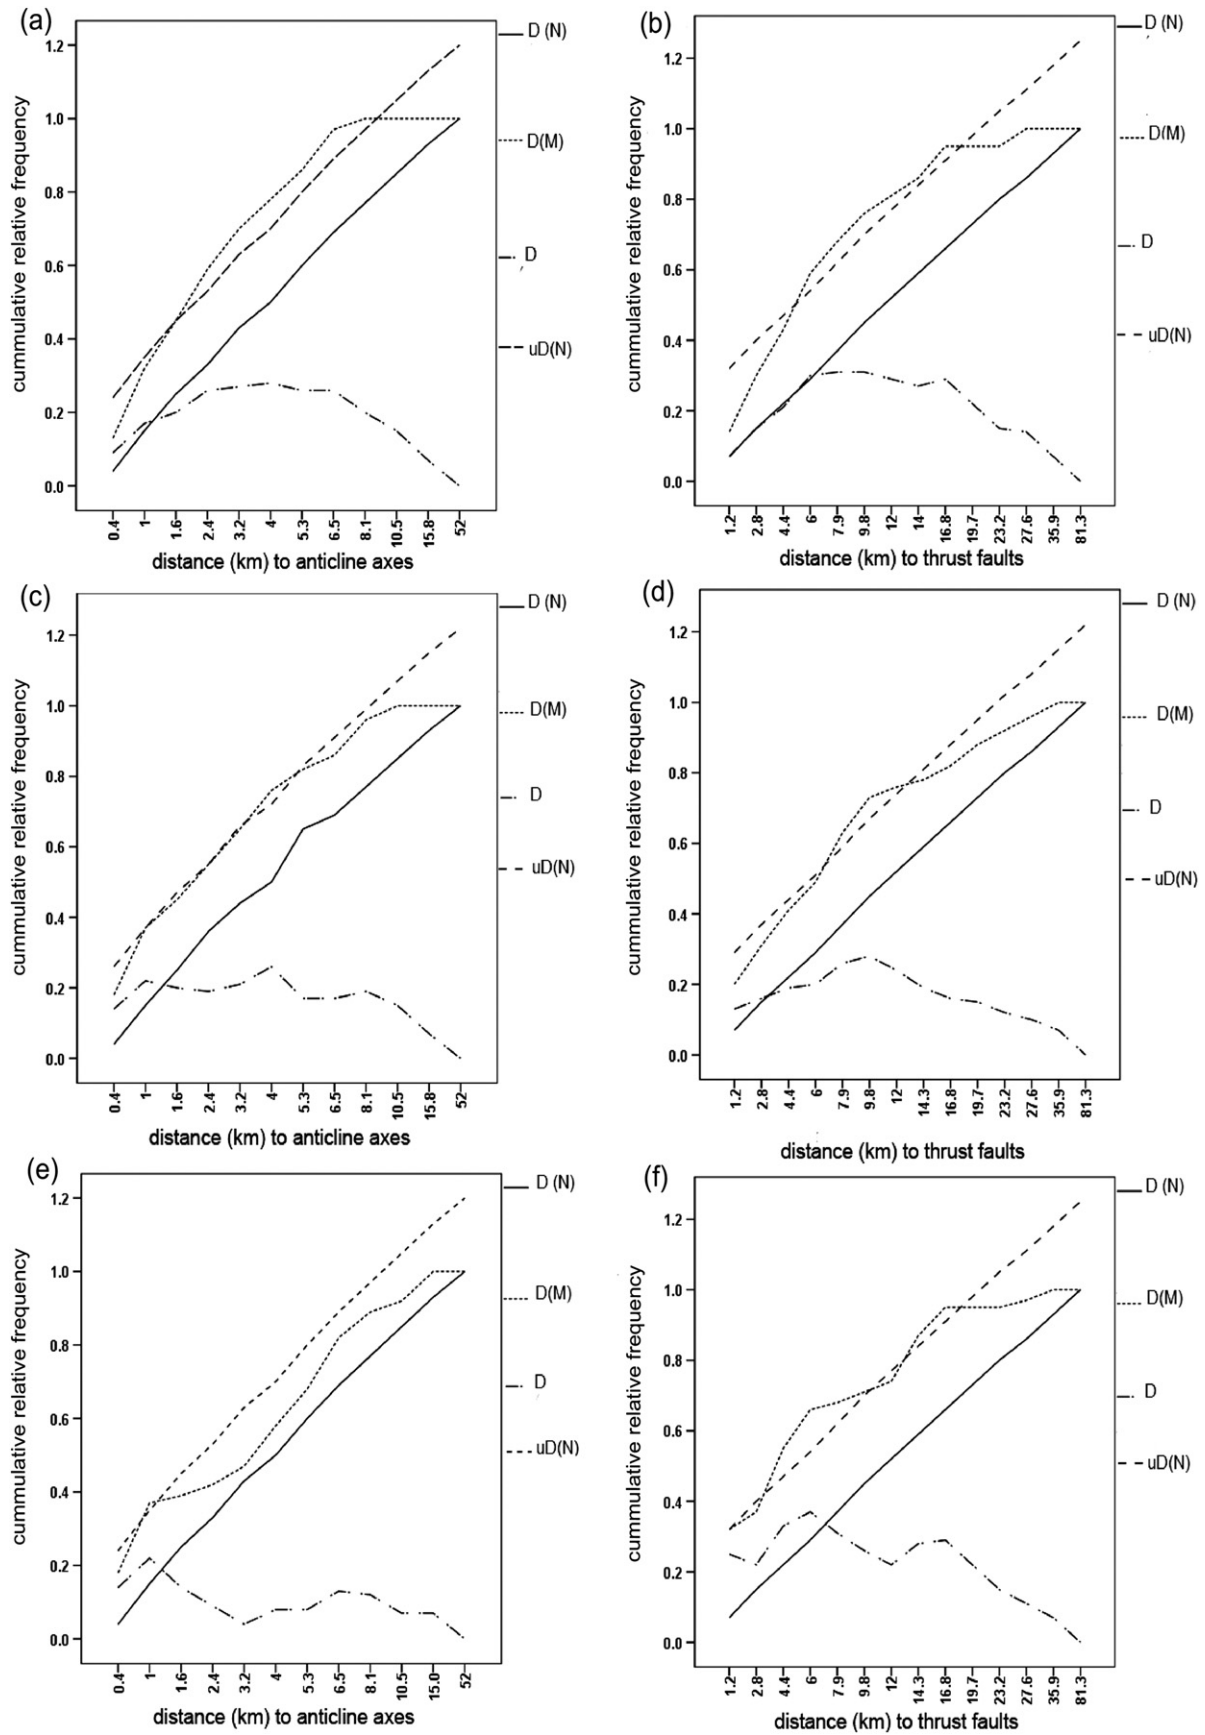 (a)
cummulative relative frequency
1.2
1.0
0.8
0.6
0.4
0.2
0.0
0.4 1 1.6 2.4 3.2 4 5.3 6.5 8.1 10.5 15.8 52
distance (km) to anticline axes
D (N)
D(M)
D
uD(N)
(b)
cummulative relative frequency
1.2
1.0
0.8
0.6
0.4
0.2
0.0
1.2 2.8 4.4 6 7.9 9.8 12 14 16.8 19.7 23.2 27.6 35.9 81.3
distance (km) to thrust faults
D (N)
D(M)
D
uD(N)
(c)
cummulative relative frequency
1.2
1.0
0.8
0.6
0.4
0.2
0.0
0.4 1 1.6 2.4 3.2 4 5.3 6.5 8.1 10.5 15.8 52
distance (km) to anticline axes
D (N)
D(M)
D
uD(N)
(d)
cummulative relative frequency
1.2
1.0
0.8
0.6
0.4
0.2
0.0
1.2 2.8 4.4 6 7.9 9.8 12 14.3 16.8 19.7 23.2 27.6 35.9 81.3
distance (km) to thrust faults
D (N)
D(M)
D
uD(N)
(e)
cummulative relative frequency
1.2
1.0
0.8
0.6
0.4
0.2
0.0
0.4 1 1.6 2.4 3.2 4 5.3 6.5 8.1 10.5 15.0 52
distance (km) to anticline axes
D (N)
D(M)
D
uD(N)
(f)
cummulative relative frequency
1.2
1.0
0.8
0.6
0.4
0.2
0.0
1.2 2.8 4.4 6 7.9 9.8 12 14.3 16.8 19.7 23.2 27.6 35.9 81.3
distance (km) to thrust faults
D (N)
D(M)
D
uD(N)